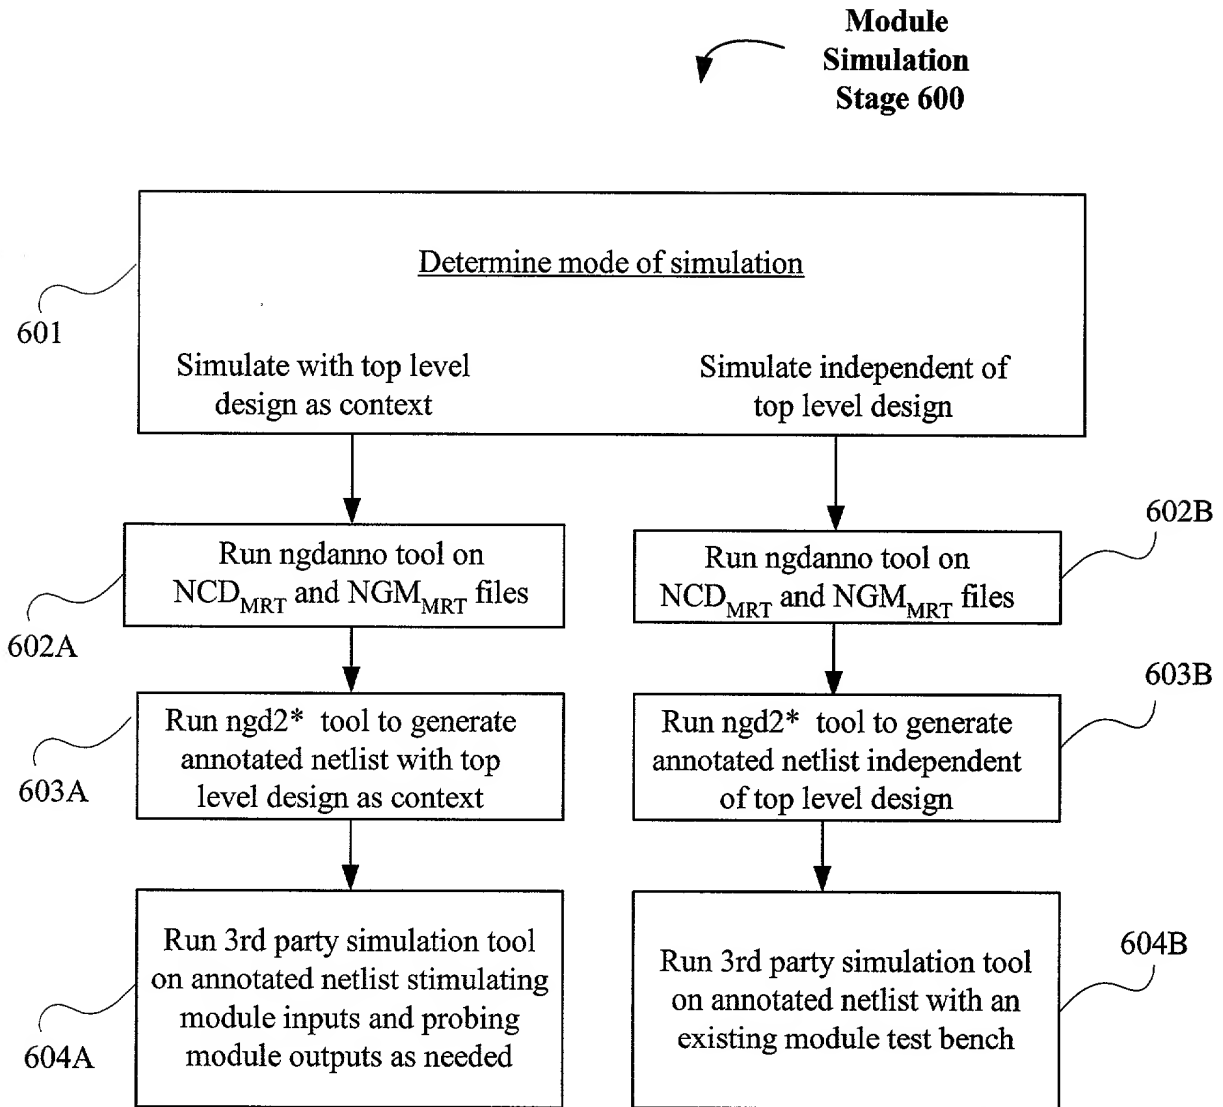 Module
Simulation
Stage 600
Determine mode of simulation
601
Simulate with top level
design as context
Simulate independent of
top level design
602B
Run ngdanno tool on
NCD_MRT and NGM_MRT files
602A
Run ngdanno tool on
NCD_MRT and NGM_MRT files
603B
Run ngd2* tool to generate
annotated netlist with top
level design as context
603A
Run ngd2* tool to generate
annotated netlist independent
of top level design
604B
Run 3rd party simulation tool
on annotated netlist stimulating
module inputs and probing
module outputs as needed
604A
Run 3rd party simulation tool
on annotated netlist with an
existing module test bench